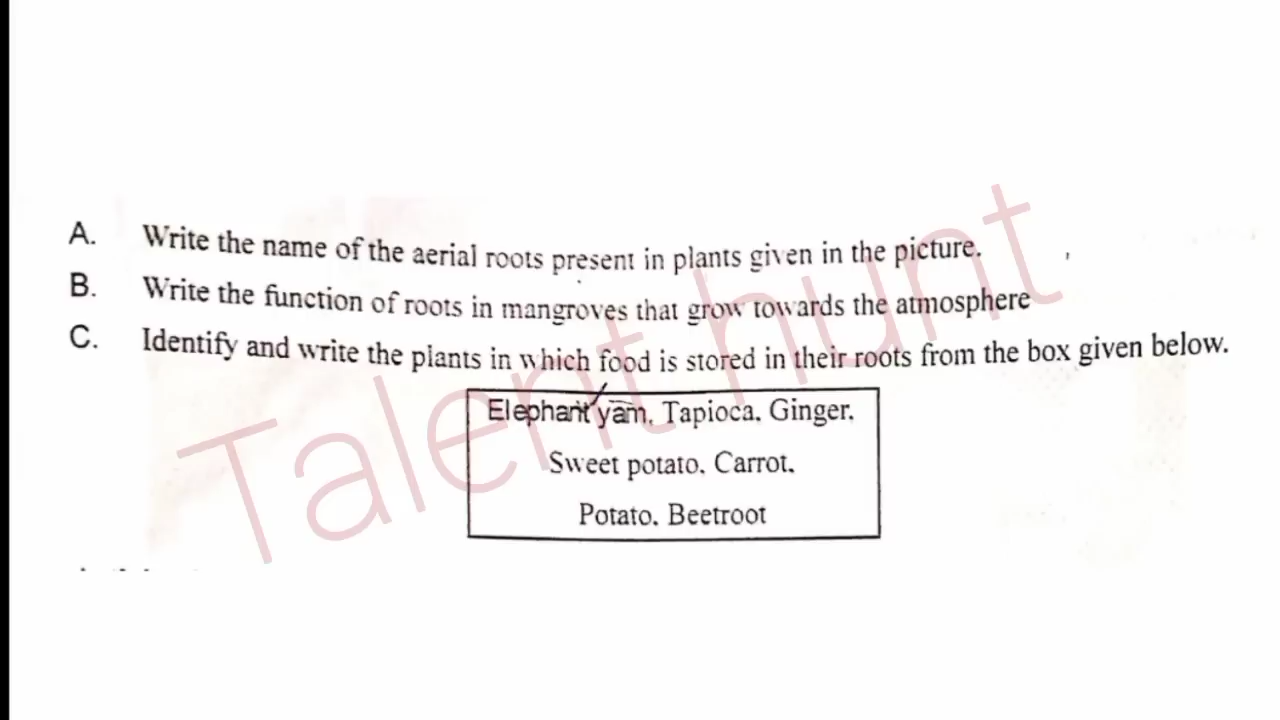 A. Write the name of the aerial roots present in plants given in the picture.
B. Write the function of roots in mangroves that grow towards the atmosphere
C. Identify and write the plants in which food is stored in their roots from the box given below.
Elephant yam, Tapioca, Ginger,
Sweet potato, Carrot,
Potato, Beetroot
Talent hunt